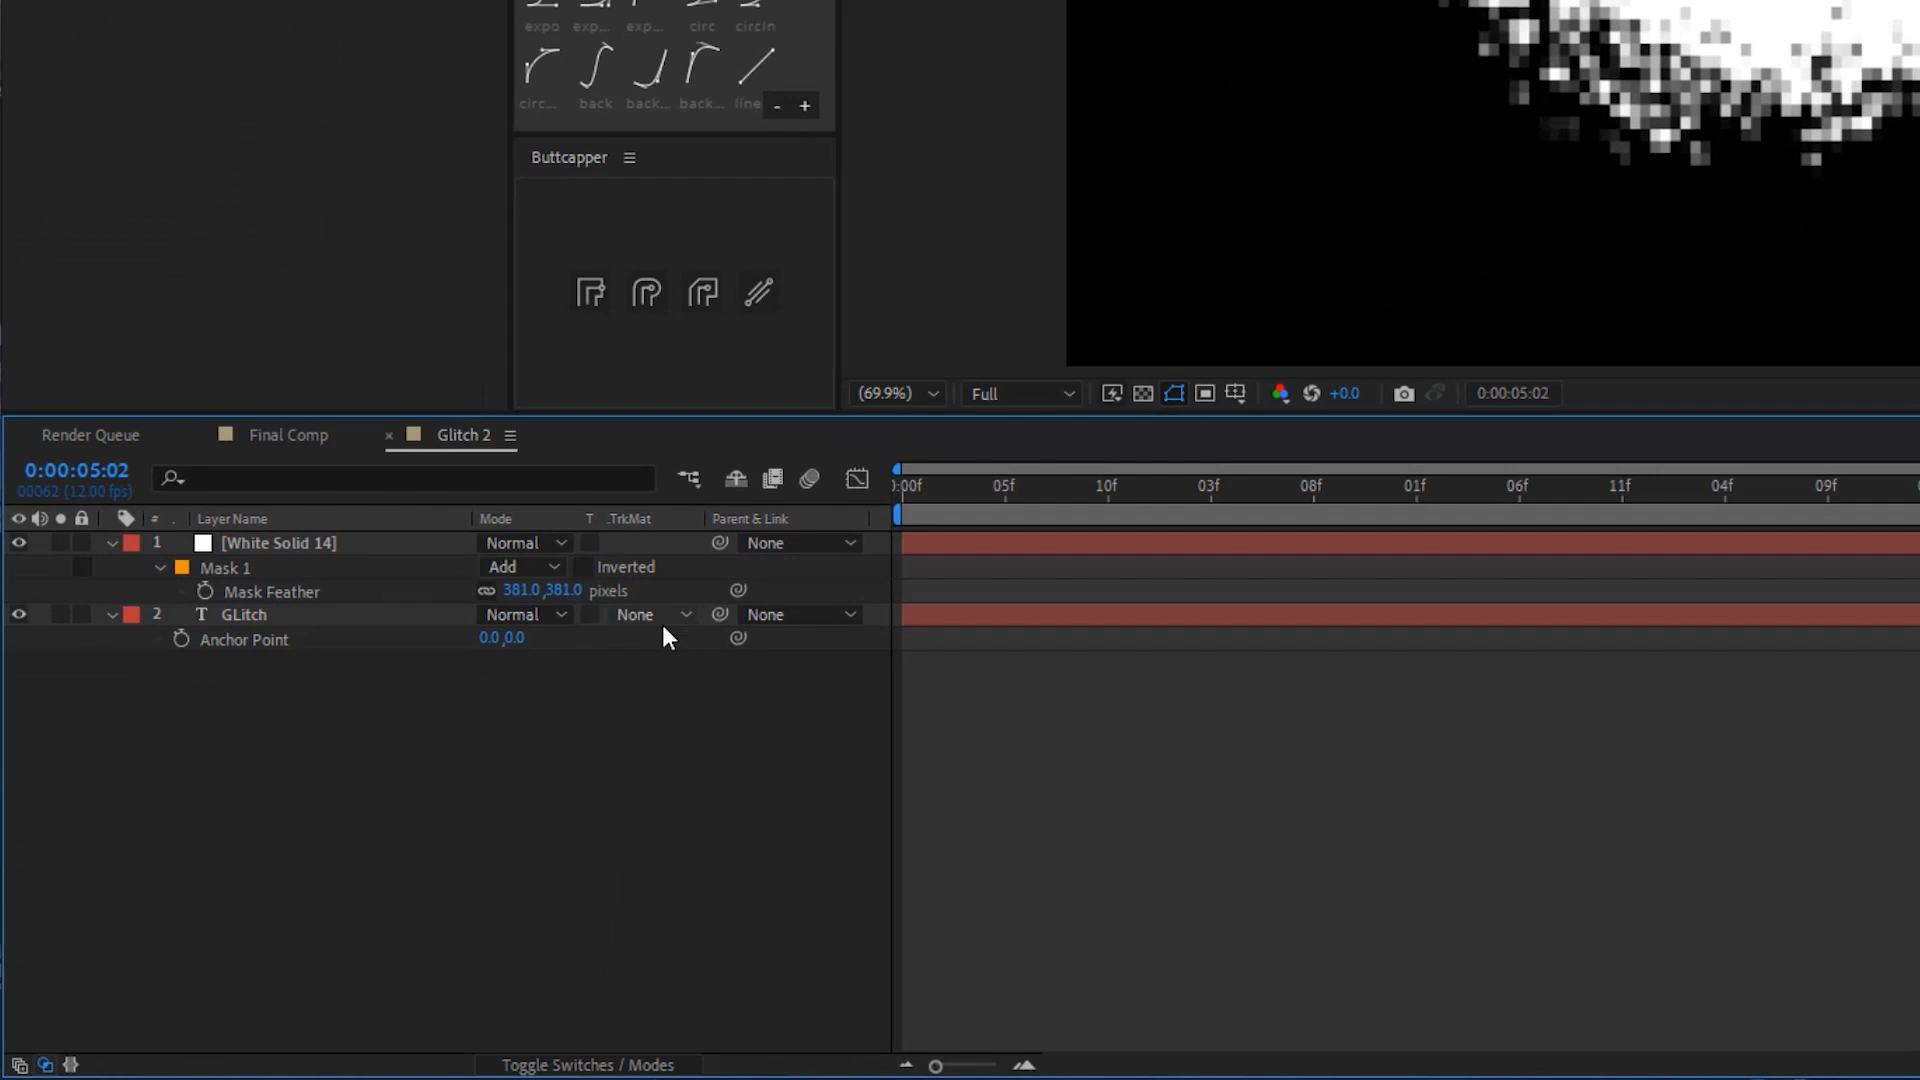 expo exp... exp... circ circIn
circ... back back... back... line
- +
Buttcapper
(69.9%) Full +0.0 0:00:05:02
Render Queue Final Comp × Glitch 2
0:00:05:02
00062 (12.00 fps)
:00f 05f 10f 03f 08f 01f 06f 11f 04f 09f
# . Layer Name Mode T .TrkMat Parent & Link
1 [White Solid 14] Normal None
Mask 1 Add Inverted
Mask Feather 381.0,381.0 pixels
2 T GLitch Normal None None
Anchor Point 0.0,0.0
Toggle Switches / Modes